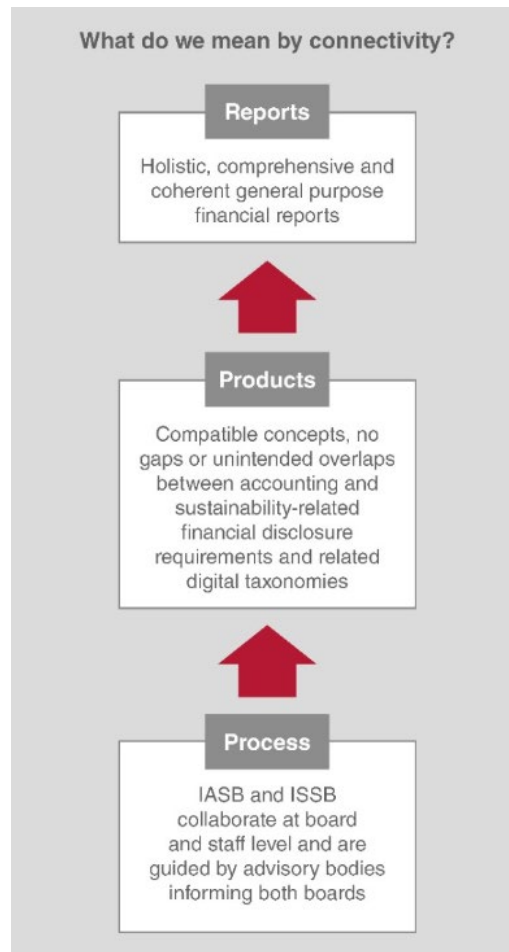 What do we mean by connectivity?
Reports
Holistic, comprehensive and
coherent general purpose
financial reports
Products
Compatible concepts, no
gaps or unintended overlaps
between accounting and
sustainability-related
financial disclosure
requirements and related
digital taxonomies
Process
IASB and ISSB
collaborate at board
and staff level and are
guided by advisory bodies
informing both boards